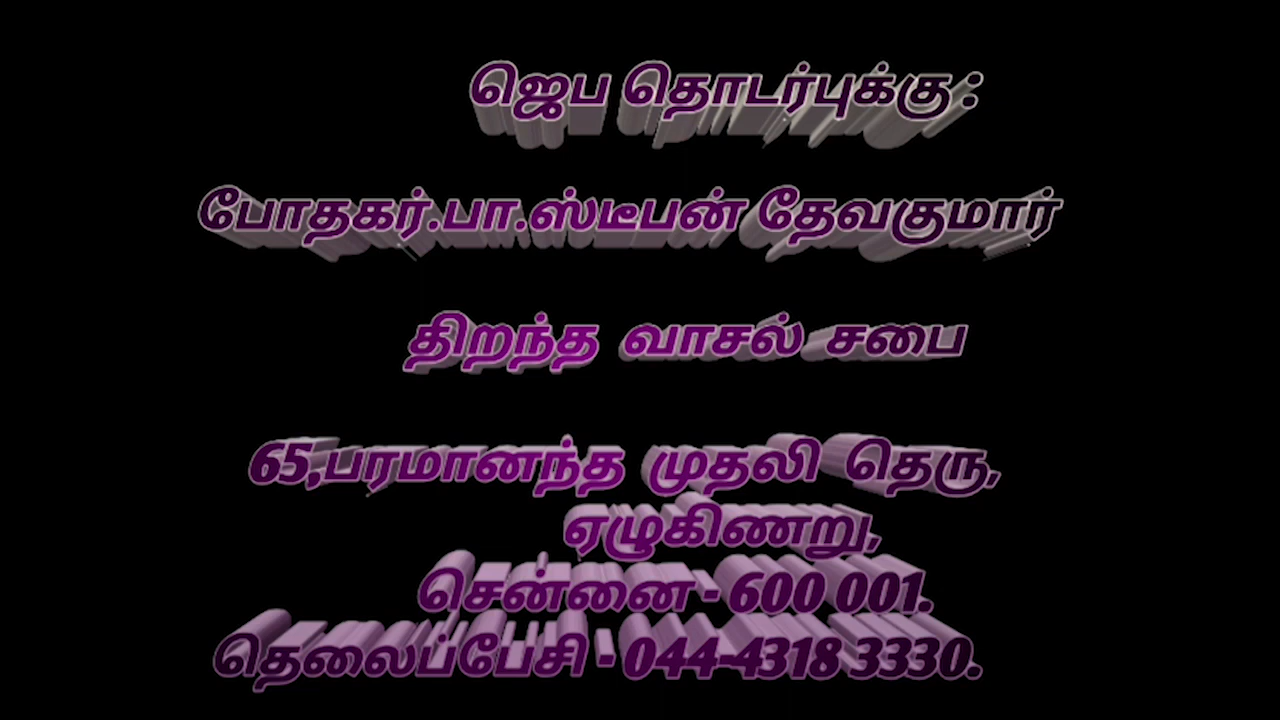 ஜெப தொடர்புக்கு :
போதகர்.பா.ஸ்டீபன் தேவகுமார்
திறந்த வாசல் சபை
65,பரமானந்த முதலி தெரு,
ஏழுகிணறு,
சென்னை - 600 001.
தெலைப்பேசி - 044-4318 3330.